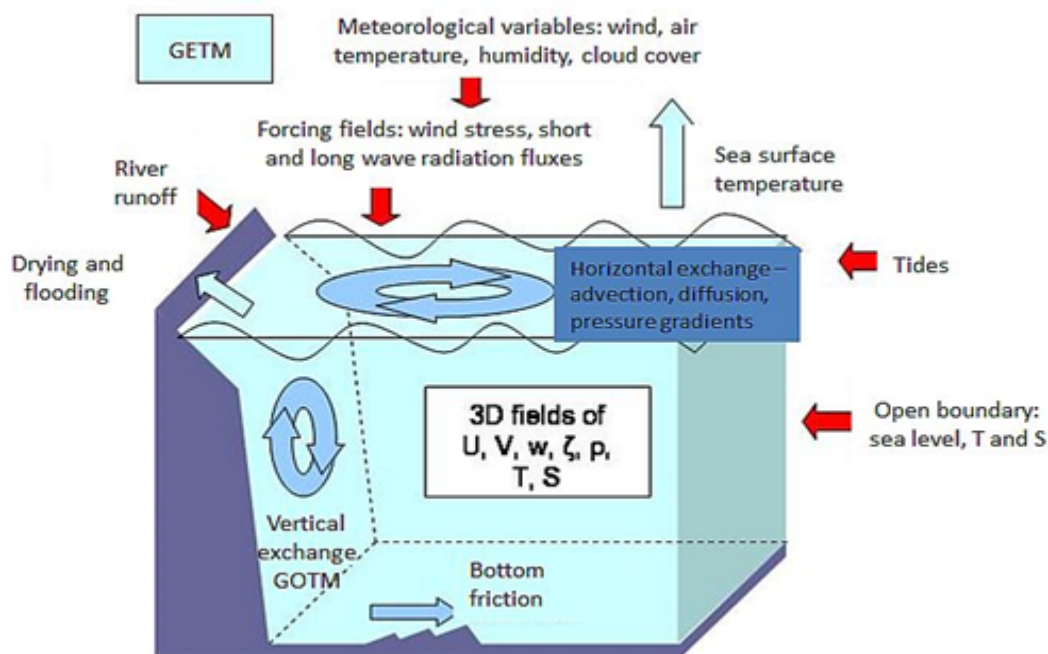 GETM
Meteorological variables: wind, air
temperature, humidity, cloud cover
Forcing fields: wind stress, short
and long wave radiation fluxes
River
runoff
Sea surface
temperature
Drying and
flooding
Horizontal exchange –
advection, diffusion,
pressure gradients
Tides
3D fields of
U, V, w, ζ, p,
T, S
Open boundary:
sea level, T and S
Vertical
exchange
GOTM
Bottom
friction